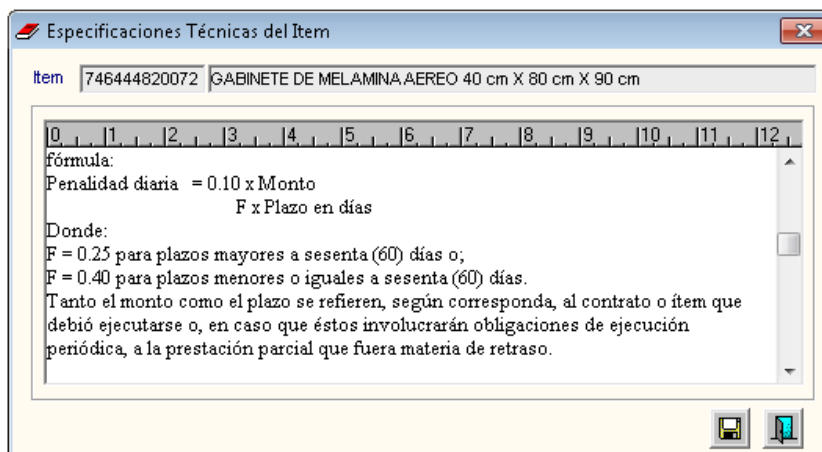 Especificaciones Técnicas del Item
Item 746444820072 GABINETE DE MELAMINA AEREO 40 cm X 80 cm X 90 cm
0 1 2 3 4 5 6 7 8 9 10 11 12
fórmula:
Penalidad diaria = 0.10 x Monto
F x Plazo en días
Donde:
F = 0.25 para plazos mayores a sesenta (60) días o;
F = 0.40 para plazos menores o iguales a sesenta (60) días.
Tanto el monto como el plazo se refieren, según corresponda, al contrato o ítem que
debió ejecutarse o, en caso que éstos involucrarán obligaciones de ejecución
periódica, a la prestación parcial que fuera materia de retraso.